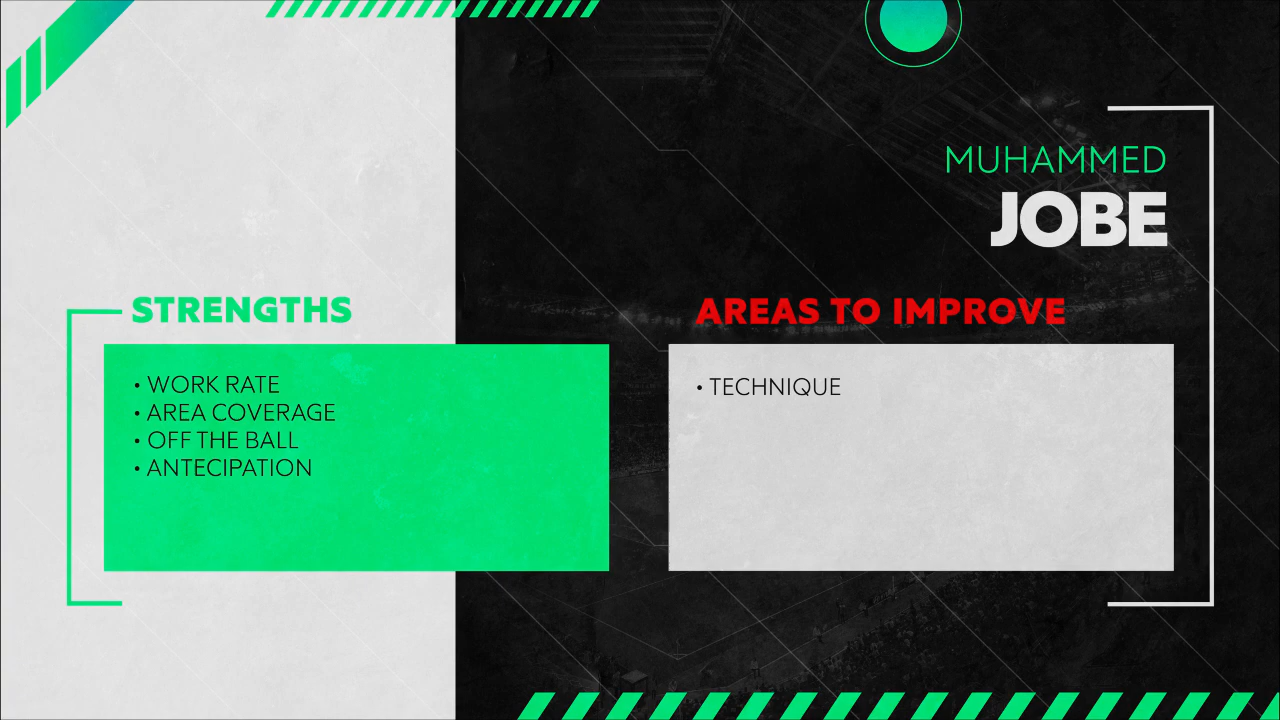 MUHAMMED
JOBE
STRENGTHS
• WORK RATE
• AREA COVERAGE
• OFF THE BALL
• ANTECIPATION
AREAS TO IMPROVE
• TECHNIQUE